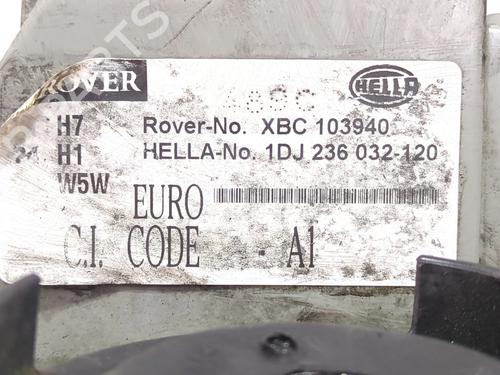 ROVER
HELLA
H7 Rover-No. XBC 103940
H1 HELLA-No. 1DJ 236 032-120
W5W
EURO
C.I. CODE - A1